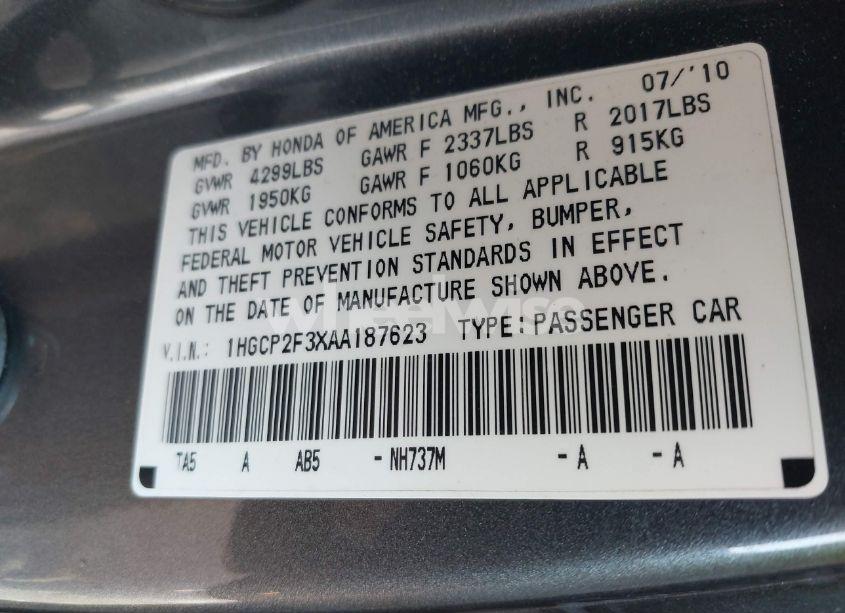 MFD. BY HONDA OF AMERICA MFG., INC. 07/'10
GVWR 4299LBS GAWR F 2337LBS R 2017LBS
GVWR 1950KG GAWR F 1060KG R 915KG
THIS VEHICLE CONFORMS TO ALL APPLICABLE
FEDERAL MOTOR VEHICLE SAFETY, BUMPER,
AND THEFT PREVENTION STANDARDS IN EFFECT
ON THE DATE OF MANUFACTURE SHOWN ABOVE.
V.I.N.: 1HGCP2F3XAA187623 TYPE:PASSENGER CAR
TA5 A AB5 - NH737M - A - A